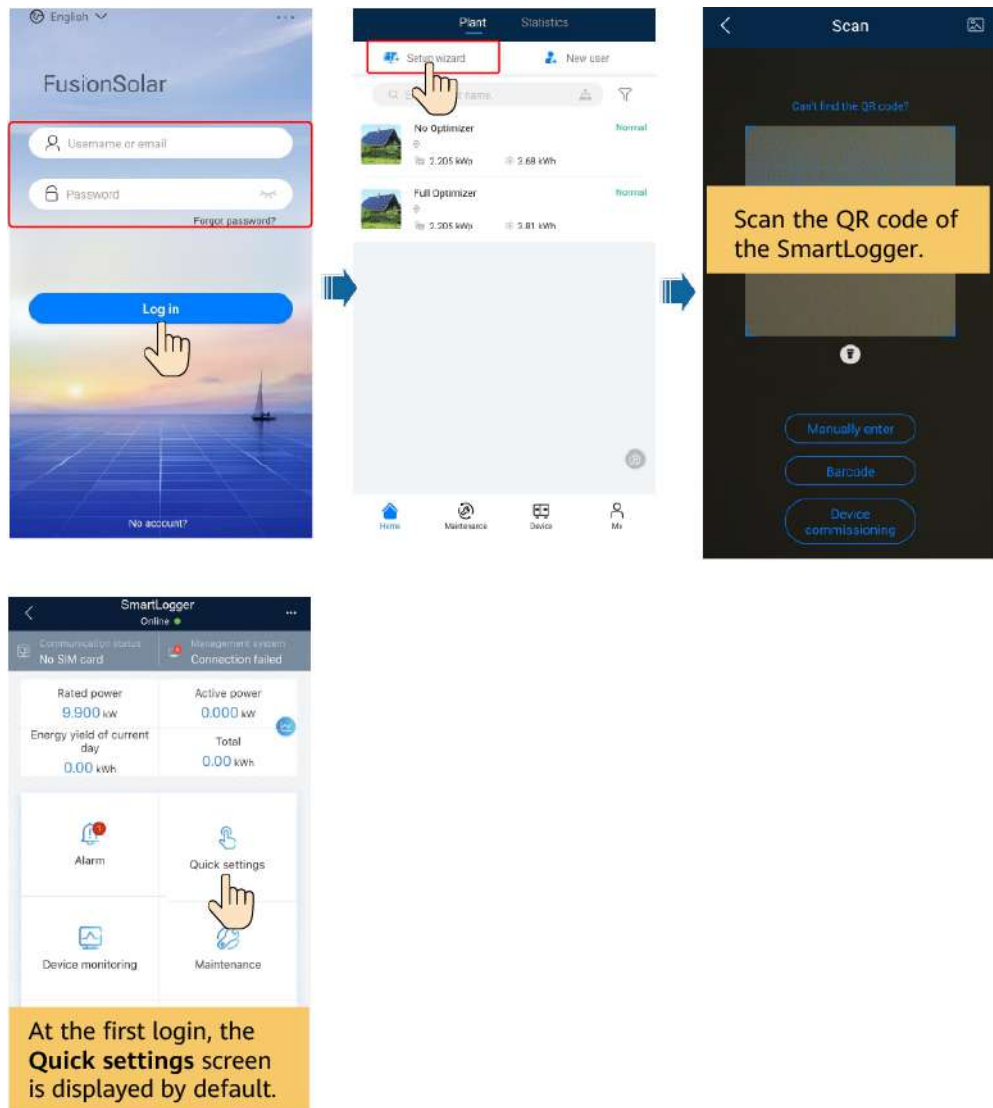 English
FusionSolar
Username or email
Password
Forgot password?
Log in
No account?
Plant Statistics
Setup wizard New user
name
No Optimizer Normal
2.205 kWp 2.68 kWh
Full Optimizer Normal
2.205 kWp 2.81 kWh
Home Maintenance Device Me
Scan
Can't find the QR code?
Scan the QR code of
the SmartLogger.
Manually enter
Barcode
Device
commissioning
SmartLogger
Online
Communication status Management system
No SIM card Connection failed
Rated power Active power
9.900 kW 0.000 kW
Energy yield of current
day Total
0.00 kWh 0.00 kWh
Alarm Quick settings
Device monitoring Maintenance
At the first login, the
Quick settings screen
is displayed by default.